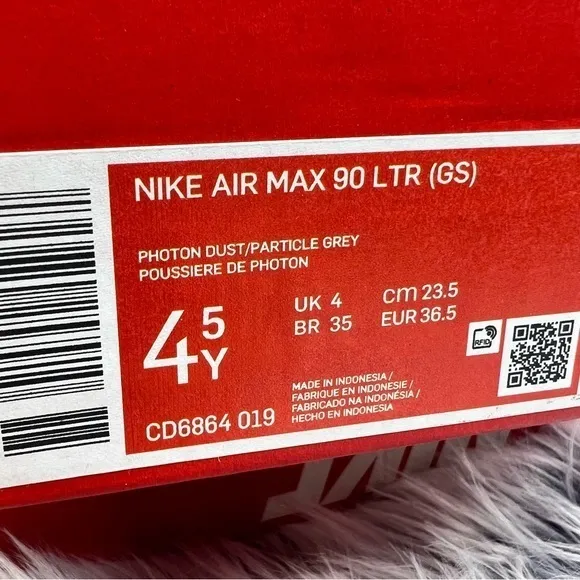 NIKE AIR MAX 90 LTR (GS)
PHOTON DUST/PARTICLE GREY
POUSSIERE DE PHOTON
4 5 Y
UK 4 cm 23.5
BR 35 EUR 36.5
RFID
MADE IN INDONESIA/
FABRIQUE EN INDONESIE/
FABRICADO NA INDONÉSIA/
HECHO EN INDONESIA
CD6864 019